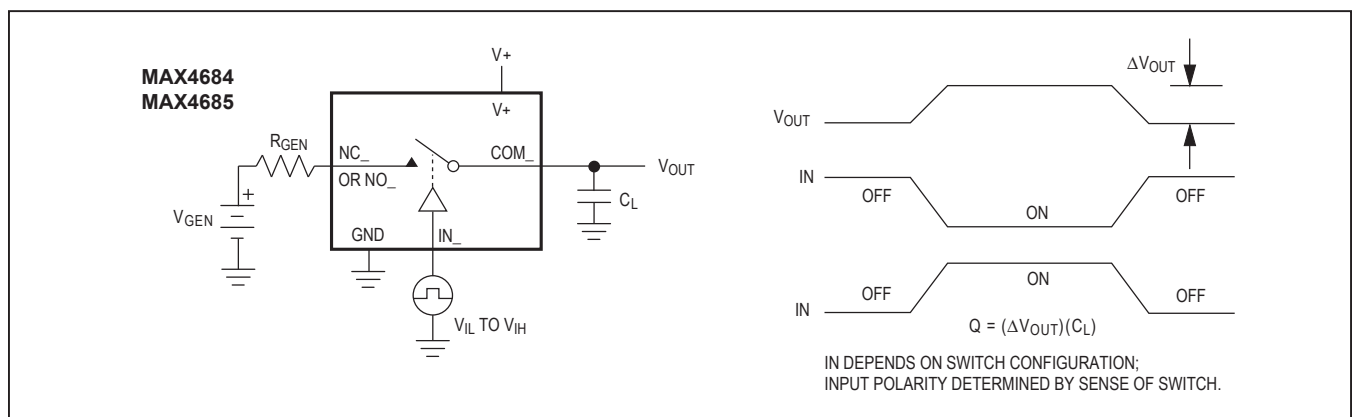 MAX4684
MAX4685
V+
V+
RGEN
NC_
OR NO_
COM_
VOUT
CL
VGEN
+
GND
IN_
VIL TO VIH
ΔVOUT
VOUT
IN
OFF
ON
OFF
IN
OFF
ON
OFF
Q = (ΔVOUT)(CL)
IN DEPENDS ON SWITCH CONFIGURATION;
INPUT POLARITY DETERMINED BY SENSE OF SWITCH.